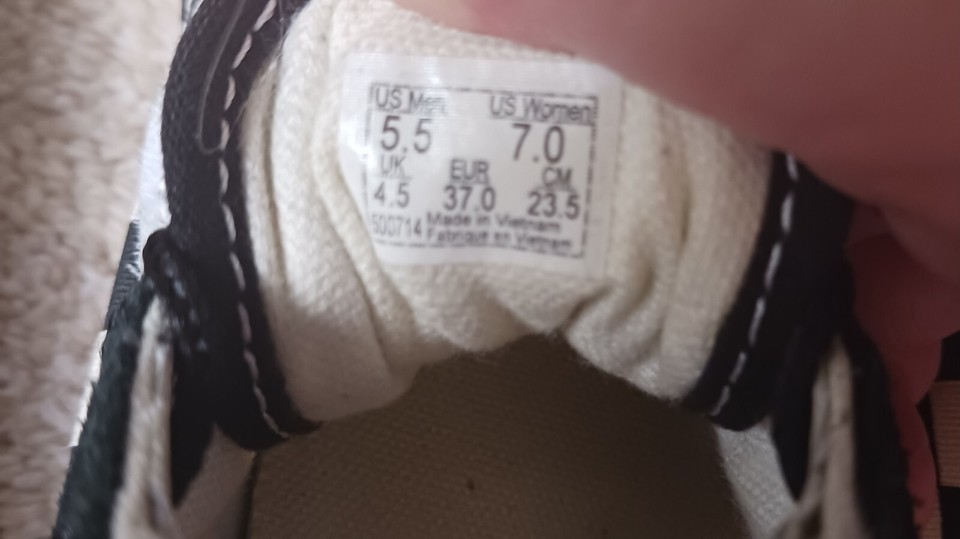 US Men US Women
5.5 7.0
UK EUR CM
4.5 37.0 23.5
500714 Made in Vietnam
Fabriqué en Vietnam